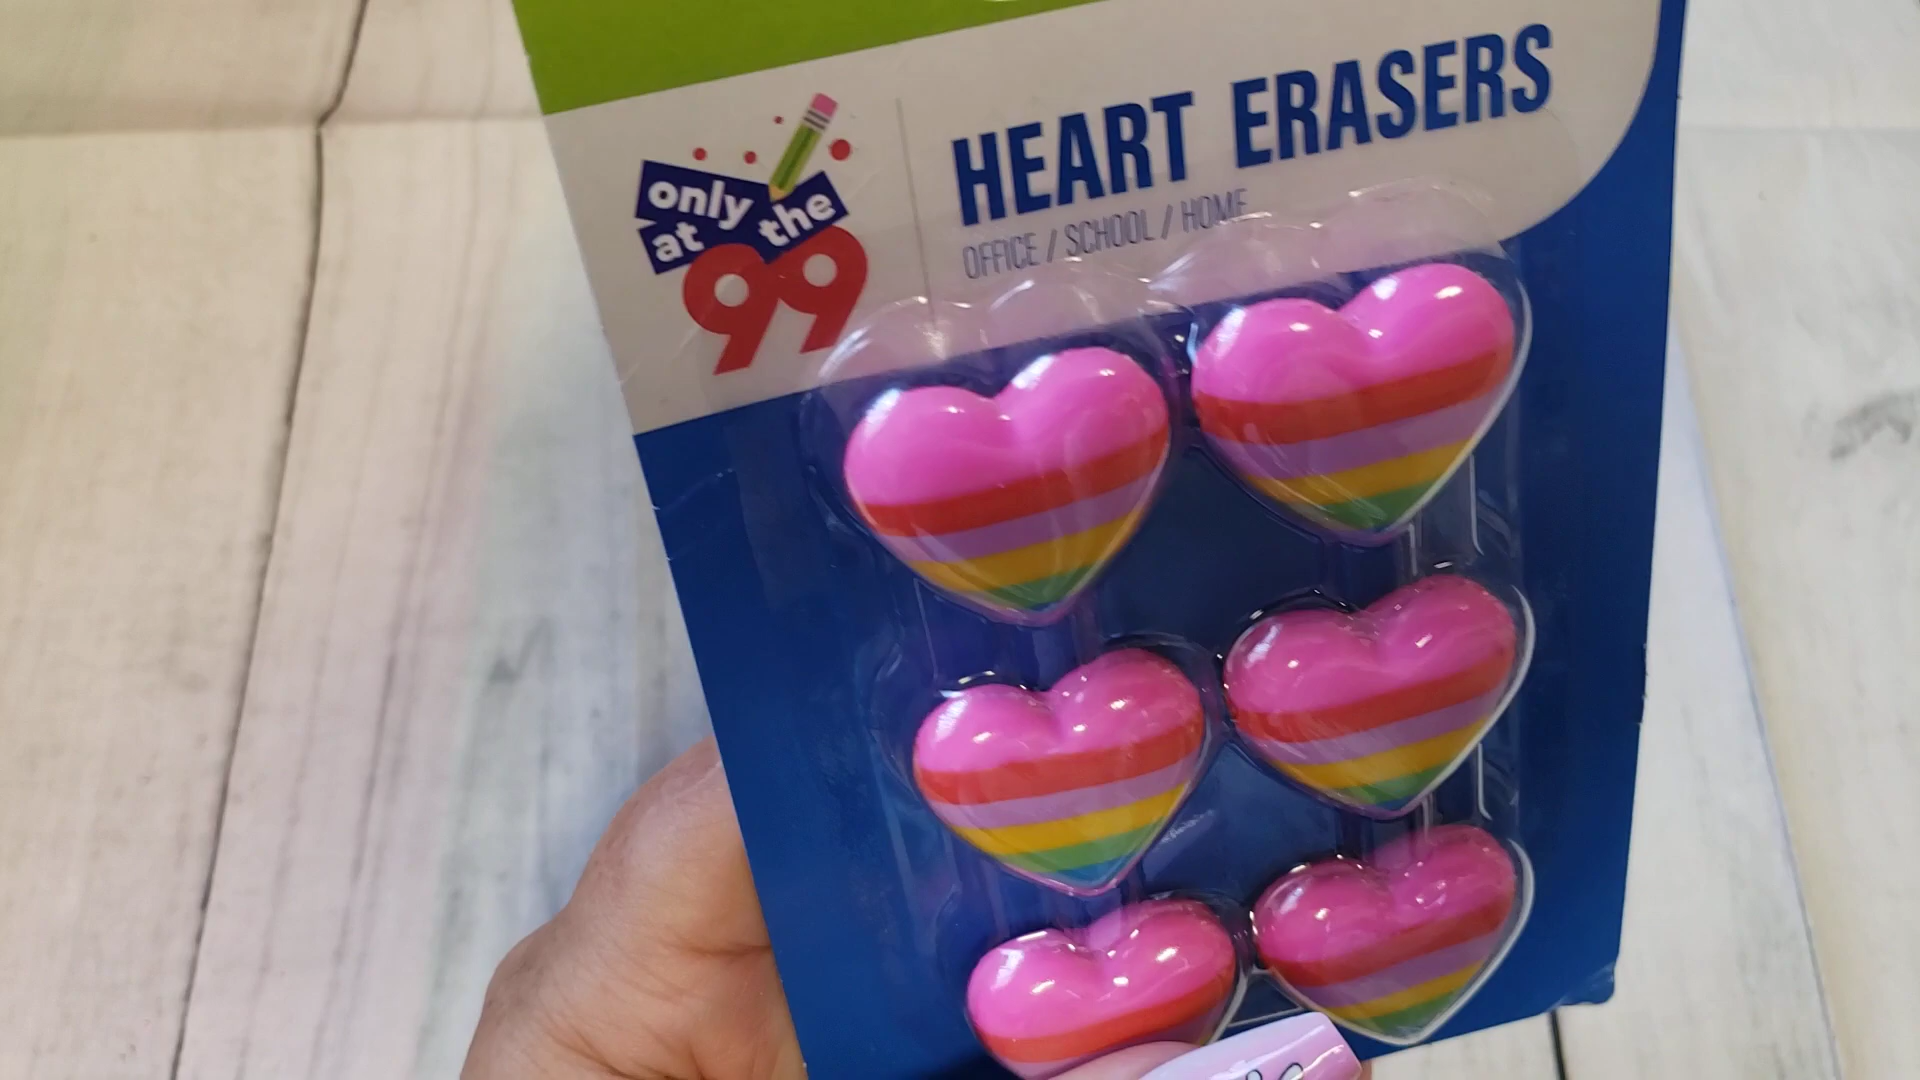 only
at the
99
HEART ERASERS
OFFICE / SCHOOL / HOME